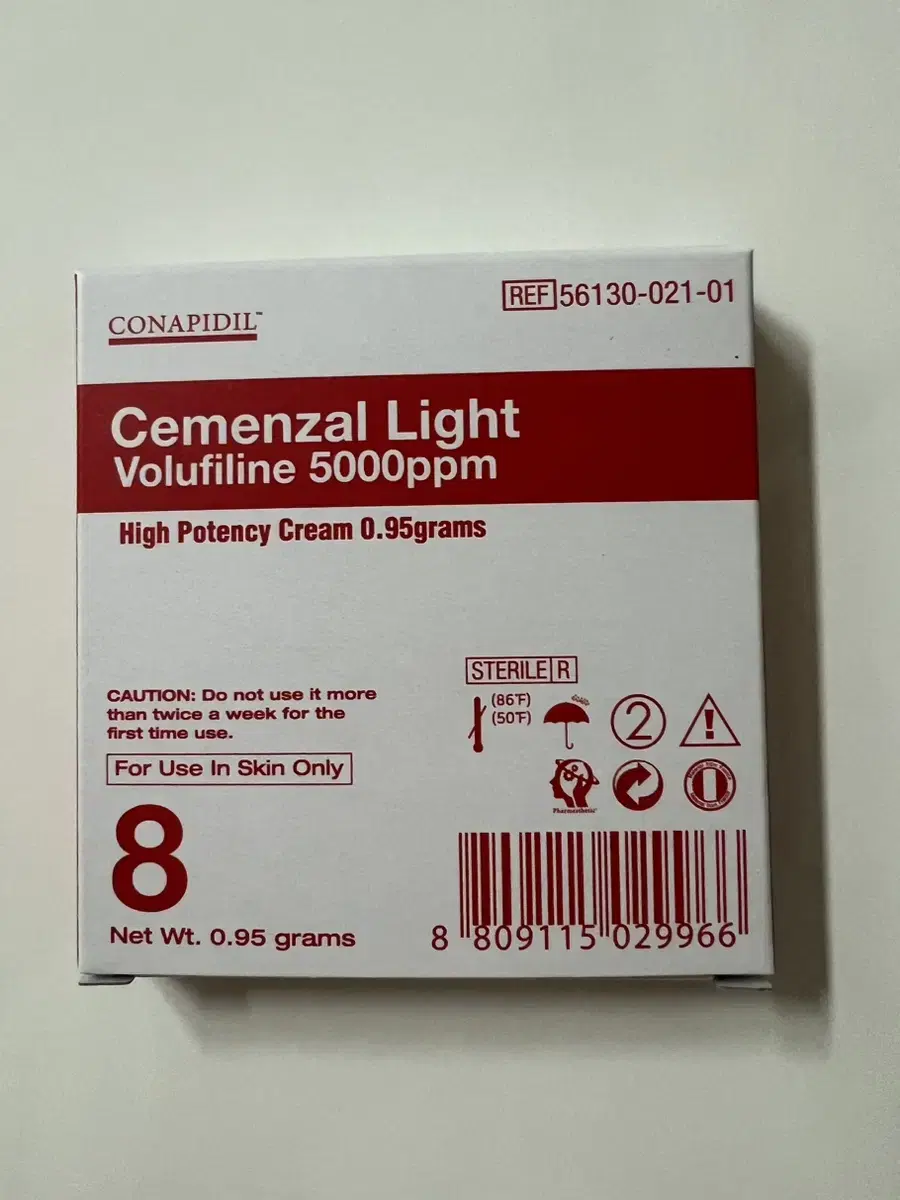 CONAPIDIL™
REF 56130-021-01
Cemenzal Light
Volufiline 5000ppm
High Potency Cream 0.95grams
STERILE R
(86°F)
(50°F)
2
!
CAUTION: Do not use it more
than twice a week for the
first time use.
For Use In Skin Only
Pharmesthetic
8
Net Wt. 0.95 grams
8 809115 029966